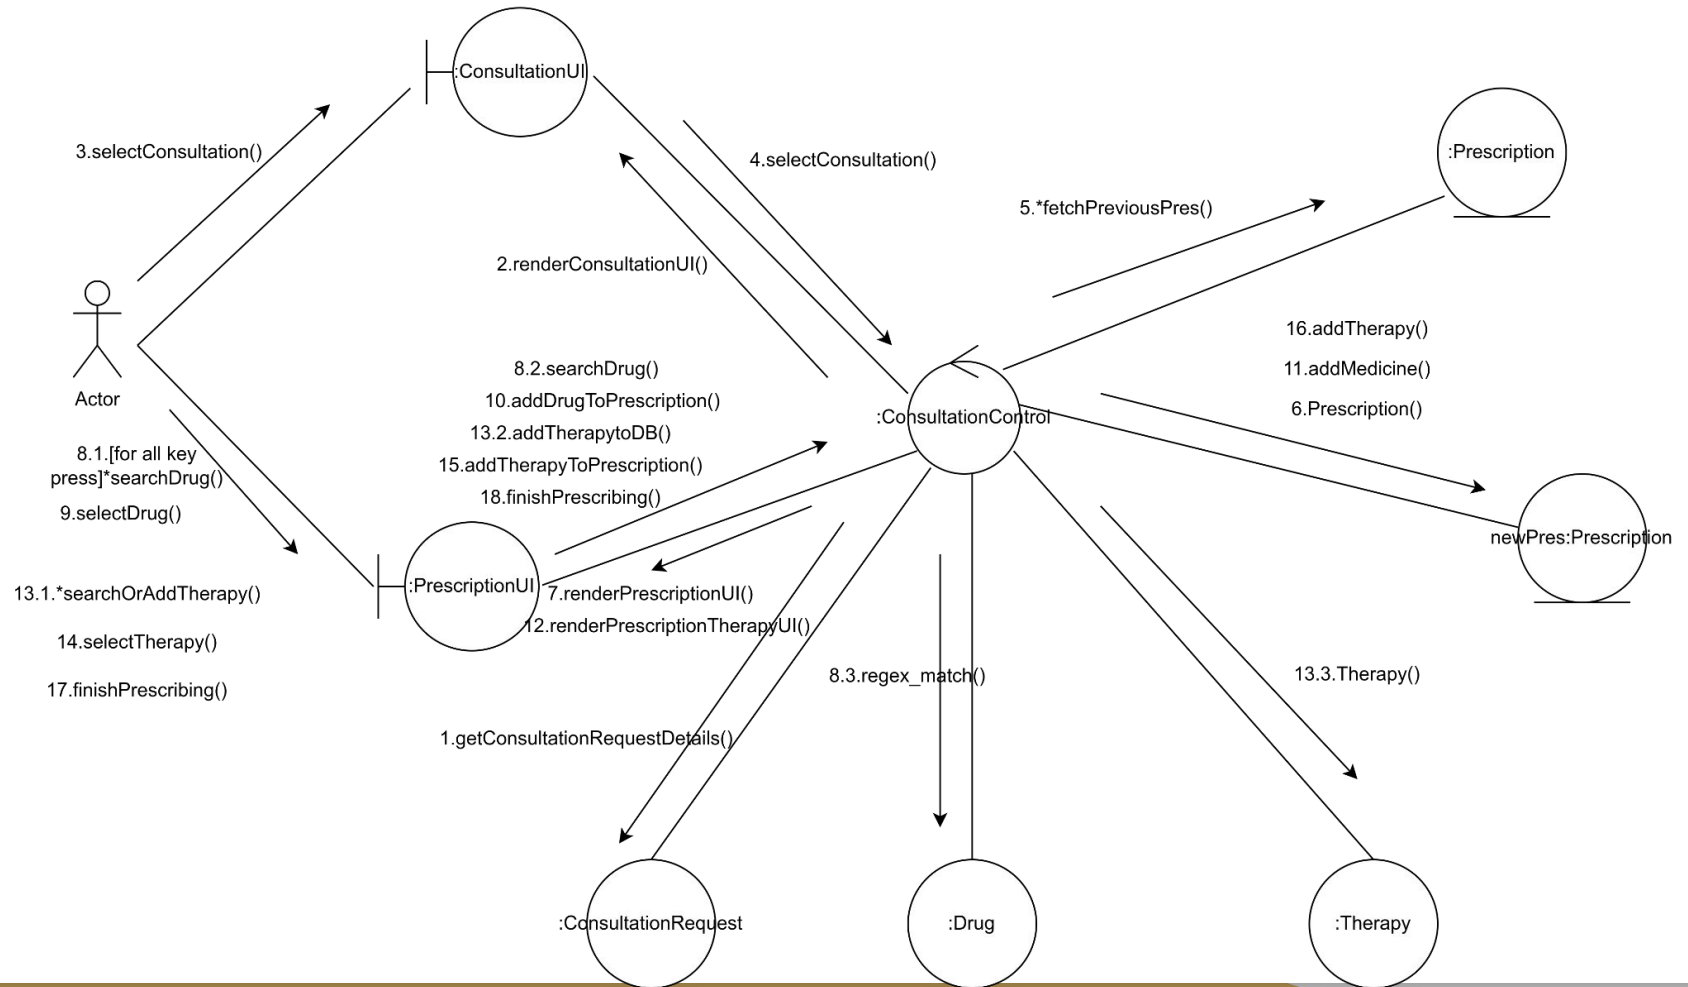 :ConsultationUI
3.selectConsultation()
4.selectConsultation()
:Prescription
5.*fetchPreviousPres()
2.renderConsultationUI()
16.addTherapy()
11.addMedicine()
6.Prescription()
8.2.searchDrug()
10.addDrugToPrescription()
13.2.addTherapytoDB()
15.addTherapyToPrescription()
18.finishPrescribing()
:ConsultationControl
Actor
8.1.[for all key
press]*searchDrug()
9.selectDrug()
newPres:Prescription
:PrescriptionUI
7.renderPrescriptionUI()
12.renderPrescriptionTherapyUI()
13.1.*searchOrAddTherapy()
14.selectTherapy()
17.finishPrescribing()
8.3.regex_match()
13.3.Therapy()
1.getConsultationRequestDetails()
:ConsultationRequest
:Drug
:Therapy